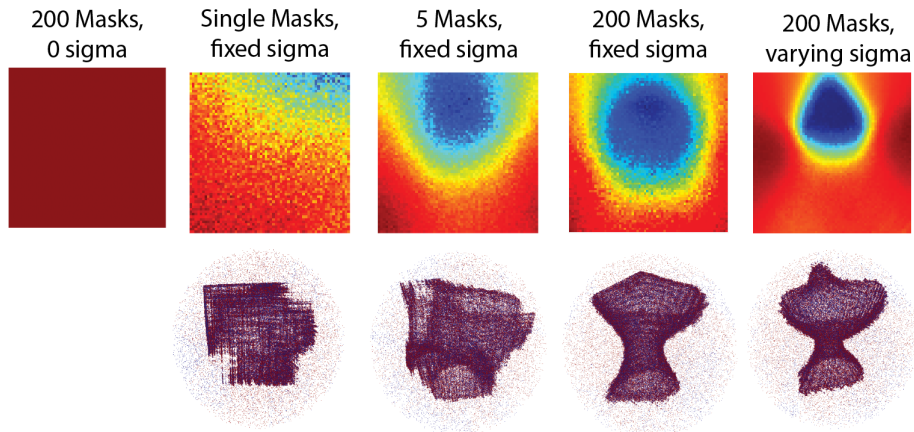 200 Masks,
0 sigma
Single Masks,
fixed sigma
5 Masks,
fixed sigma
200 Masks,
fixed sigma
200 Masks,
varying sigma